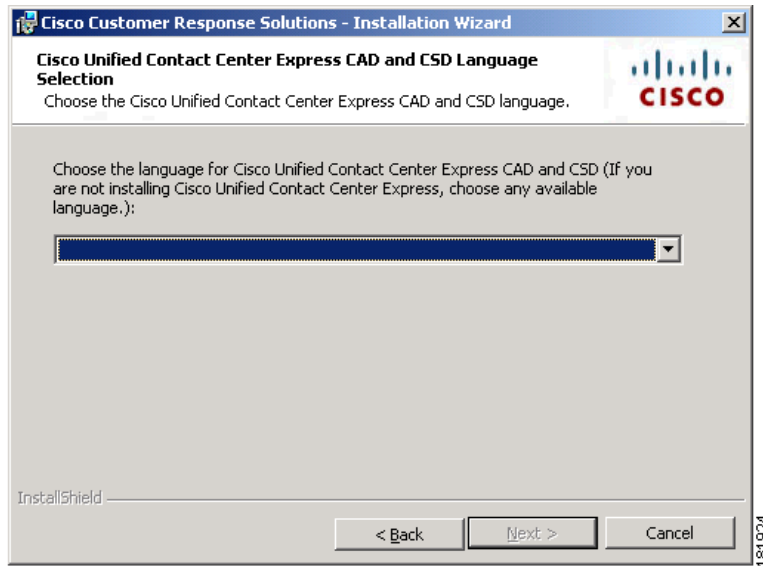 Cisco Customer Response Solutions - Installation Wizard
Cisco Unified Contact Center Express CAD and CSD Language
Selection
Choose the Cisco Unified Contact Center Express CAD and CSD language.
CISCO
Choose the language for Cisco Unified Contact Center Express CAD and CSD (If you
are not installing Cisco Unified Contact Center Express, choose any available
language.):
InstallShield
< Back
Next >
Cancel
181924